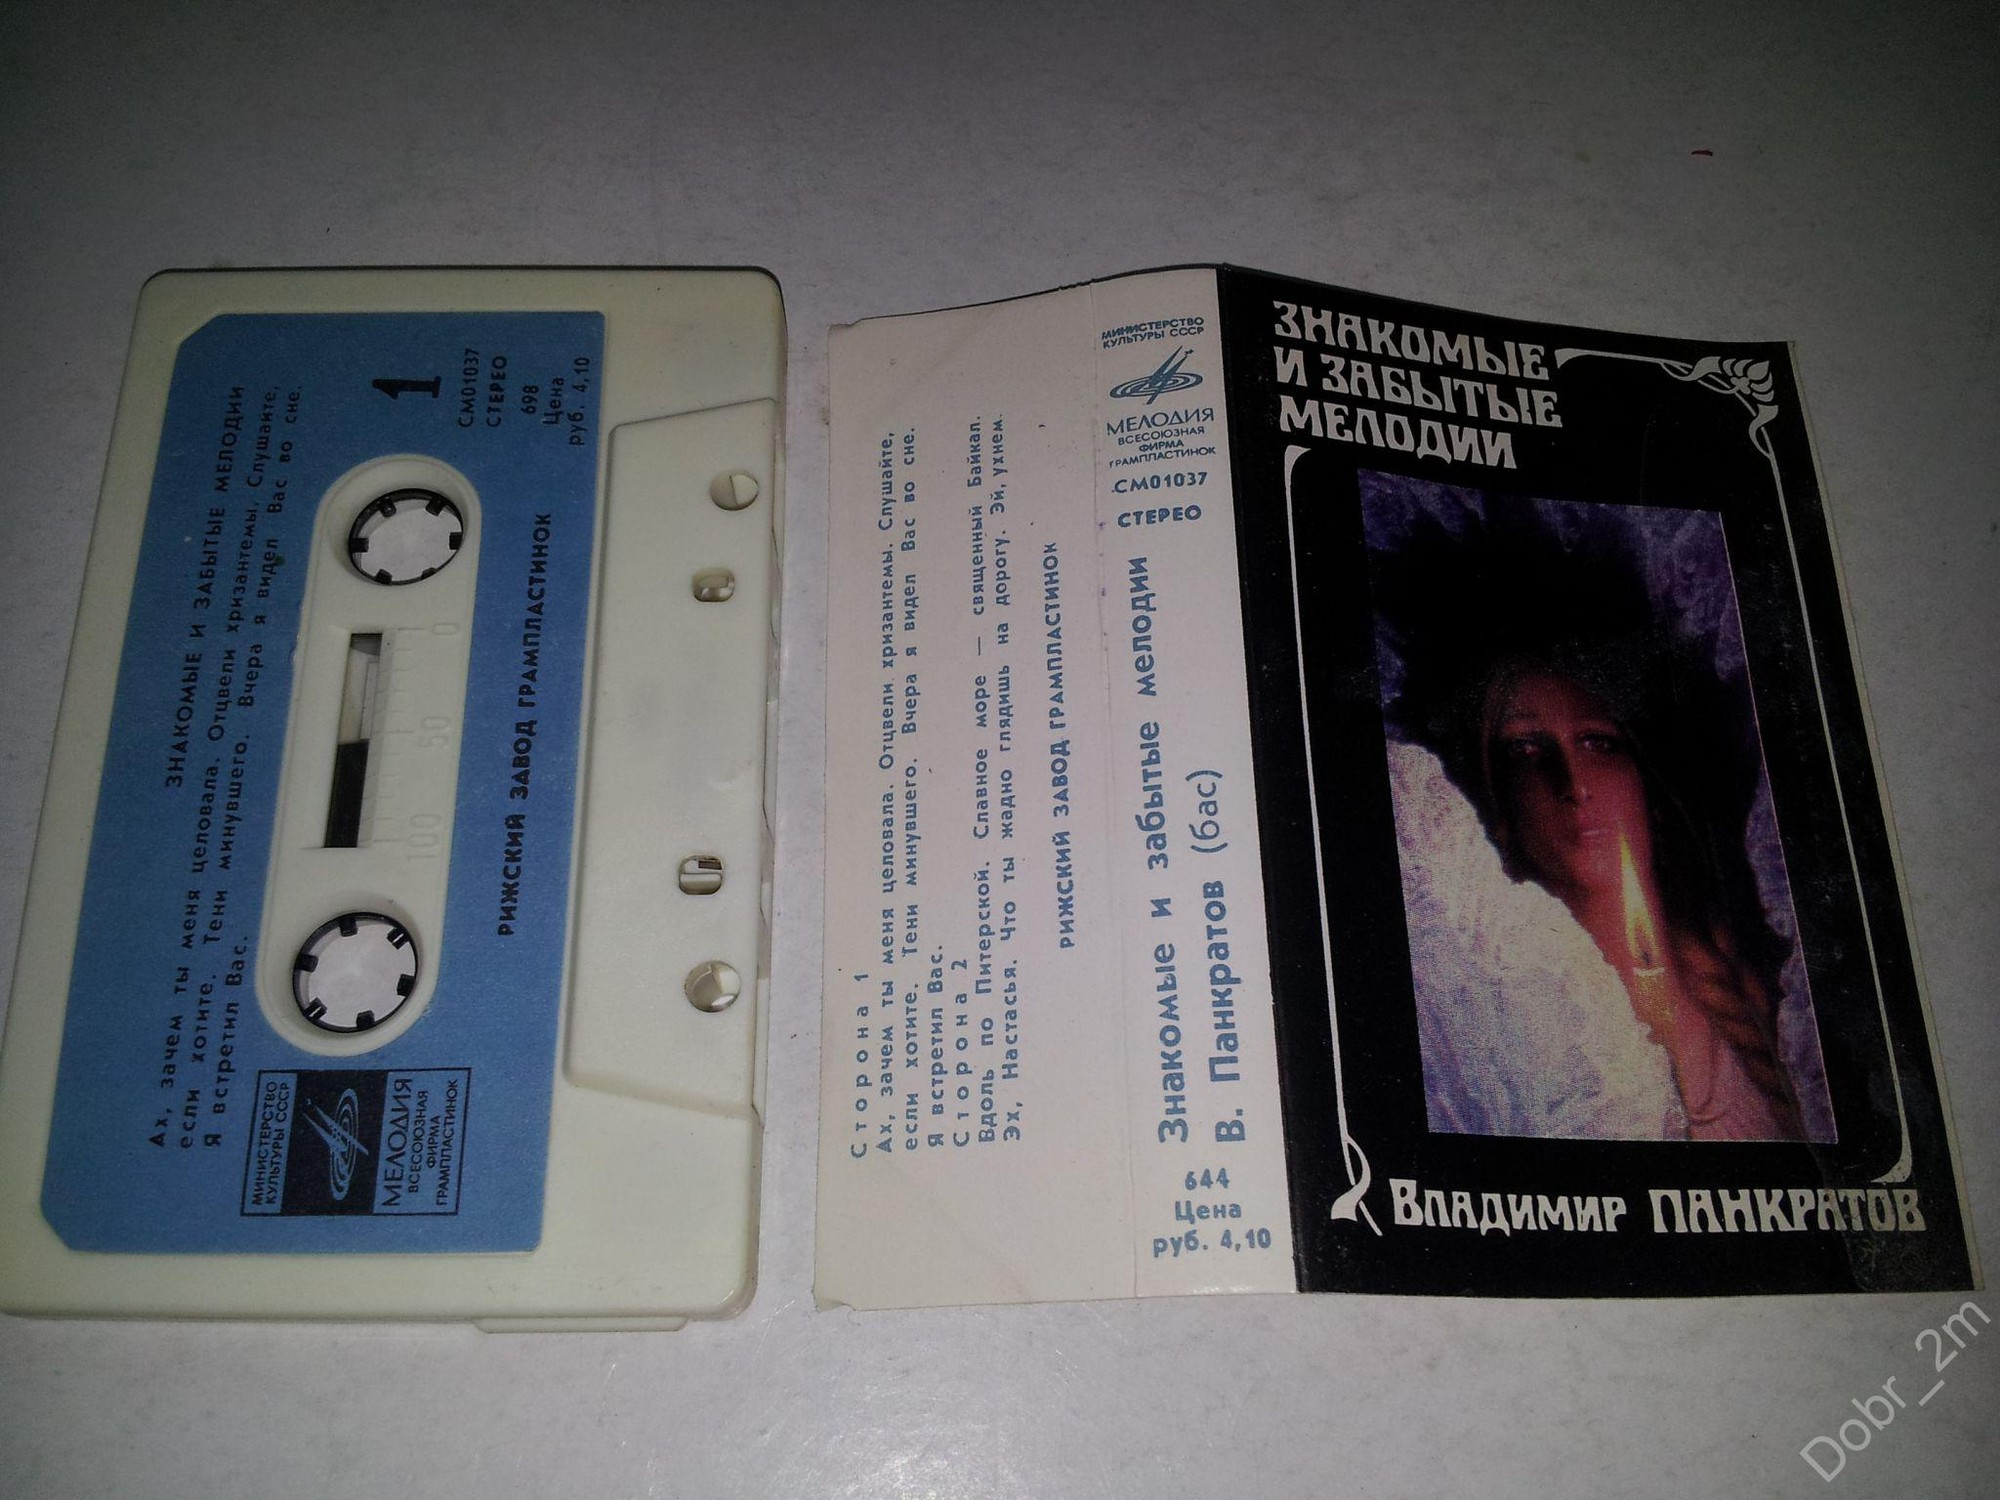 ЗНАКОМЫЕ И ЗАБЫТЫЕ МЕЛОДИИ
Ах, зачем ты меня целовала. Отцвели хризантемы. Слушайте,
если хотите. Тени минувшего. Вчера я видел Вас во сне.
Я встретил Вас.
1
СМ01037
СТЕРЕО
698
Цена
руб. 4,10
РИЖСКИЙ ЗАВОД ГРАМПЛАСТИНОК
МИНИСТЕРСТВО
КУЛЬТУРЫ СССР
МЕЛОДИЯ
ВСЕСОЮЗНАЯ
ФИРМА
ГРАМПЛАСТИНОК
100 50 0
Сторона 1
Ах, зачем ты меня целовала. Отцвели хризантемы. Слушайте,
если хотите. Тени минувшего. Вчера я видел Вас во сне.
Я встретил Вас.
Сторона 2
Вдоль по Питерской. Славное море — священный Байкал.
Эх, Настасья. Что ты жадно глядишь на дорогу. Эй, ухнем.
РИЖСКИЙ ЗАВОД ГРАМПЛАСТИНОК
МИНИСТЕРСТВО
КУЛЬТУРЫ СССР
МЕЛОДИЯ
ВСЕСОЮЗНАЯ
ФИРМА
ГРАМПЛАСТИНОК
СМ01037
СТЕРЕО
Знакомые и забытые мелодии
В. Панкратов (бас)
644
Цена
руб. 4,10
ЗНАКОМЫЕ
И ЗАБЫТЫЕ
МЕЛОДИИ
ВЛАДИМИР ПАНКРАТОВ
Dobr_2m